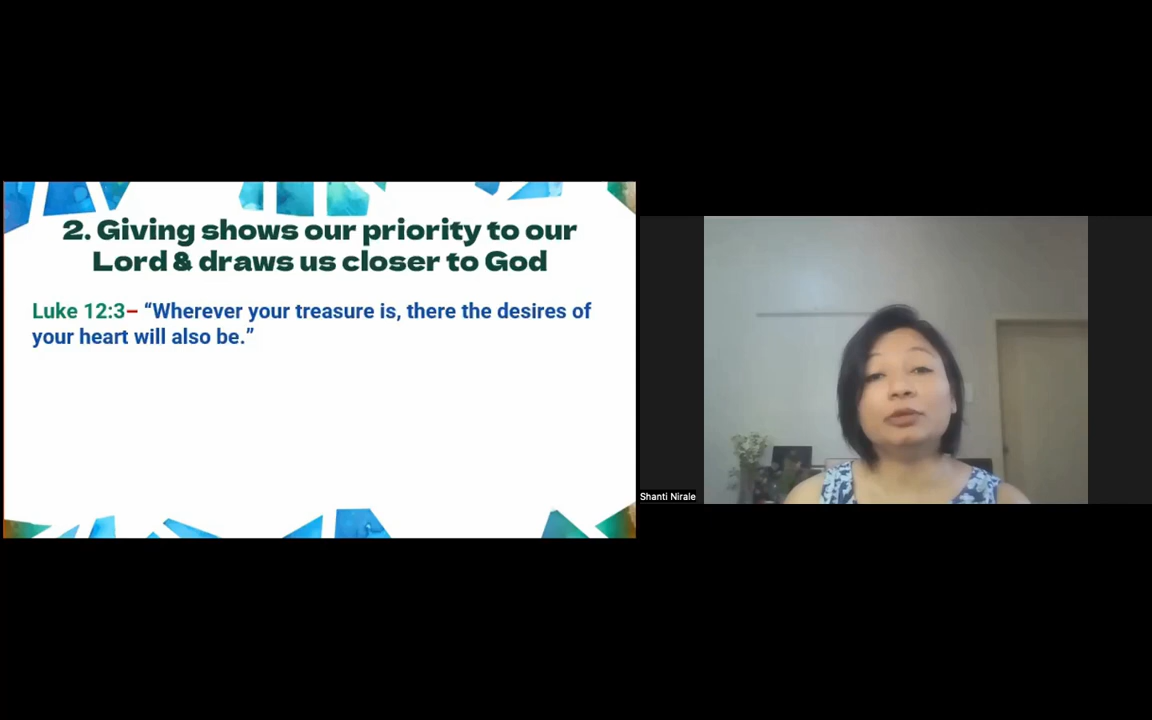 2. Giving shows our priority to our
Lord & draws us closer to God
Luke 12:3– “Wherever your treasure is, there the desires of
your heart will also be.”
Shanti Nirale